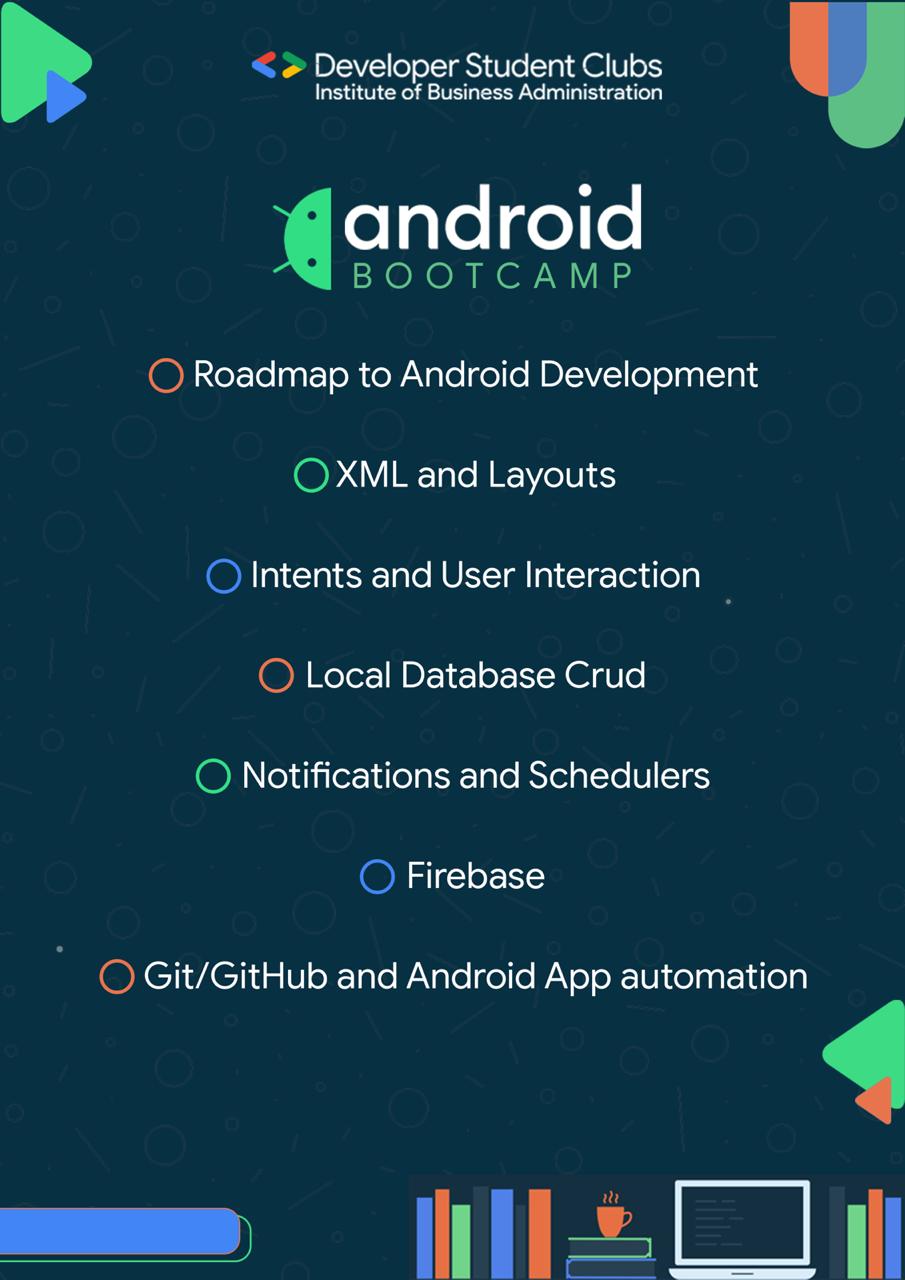 Developer Student Clubs
Institute of Business Administration
android
BOOTCAMP
Roadmap to Android Development
XML and Layouts
Intents and User Interaction
Local Database Crud
Notifications and Schedulers
Firebase
Git/GitHub and Android App automation